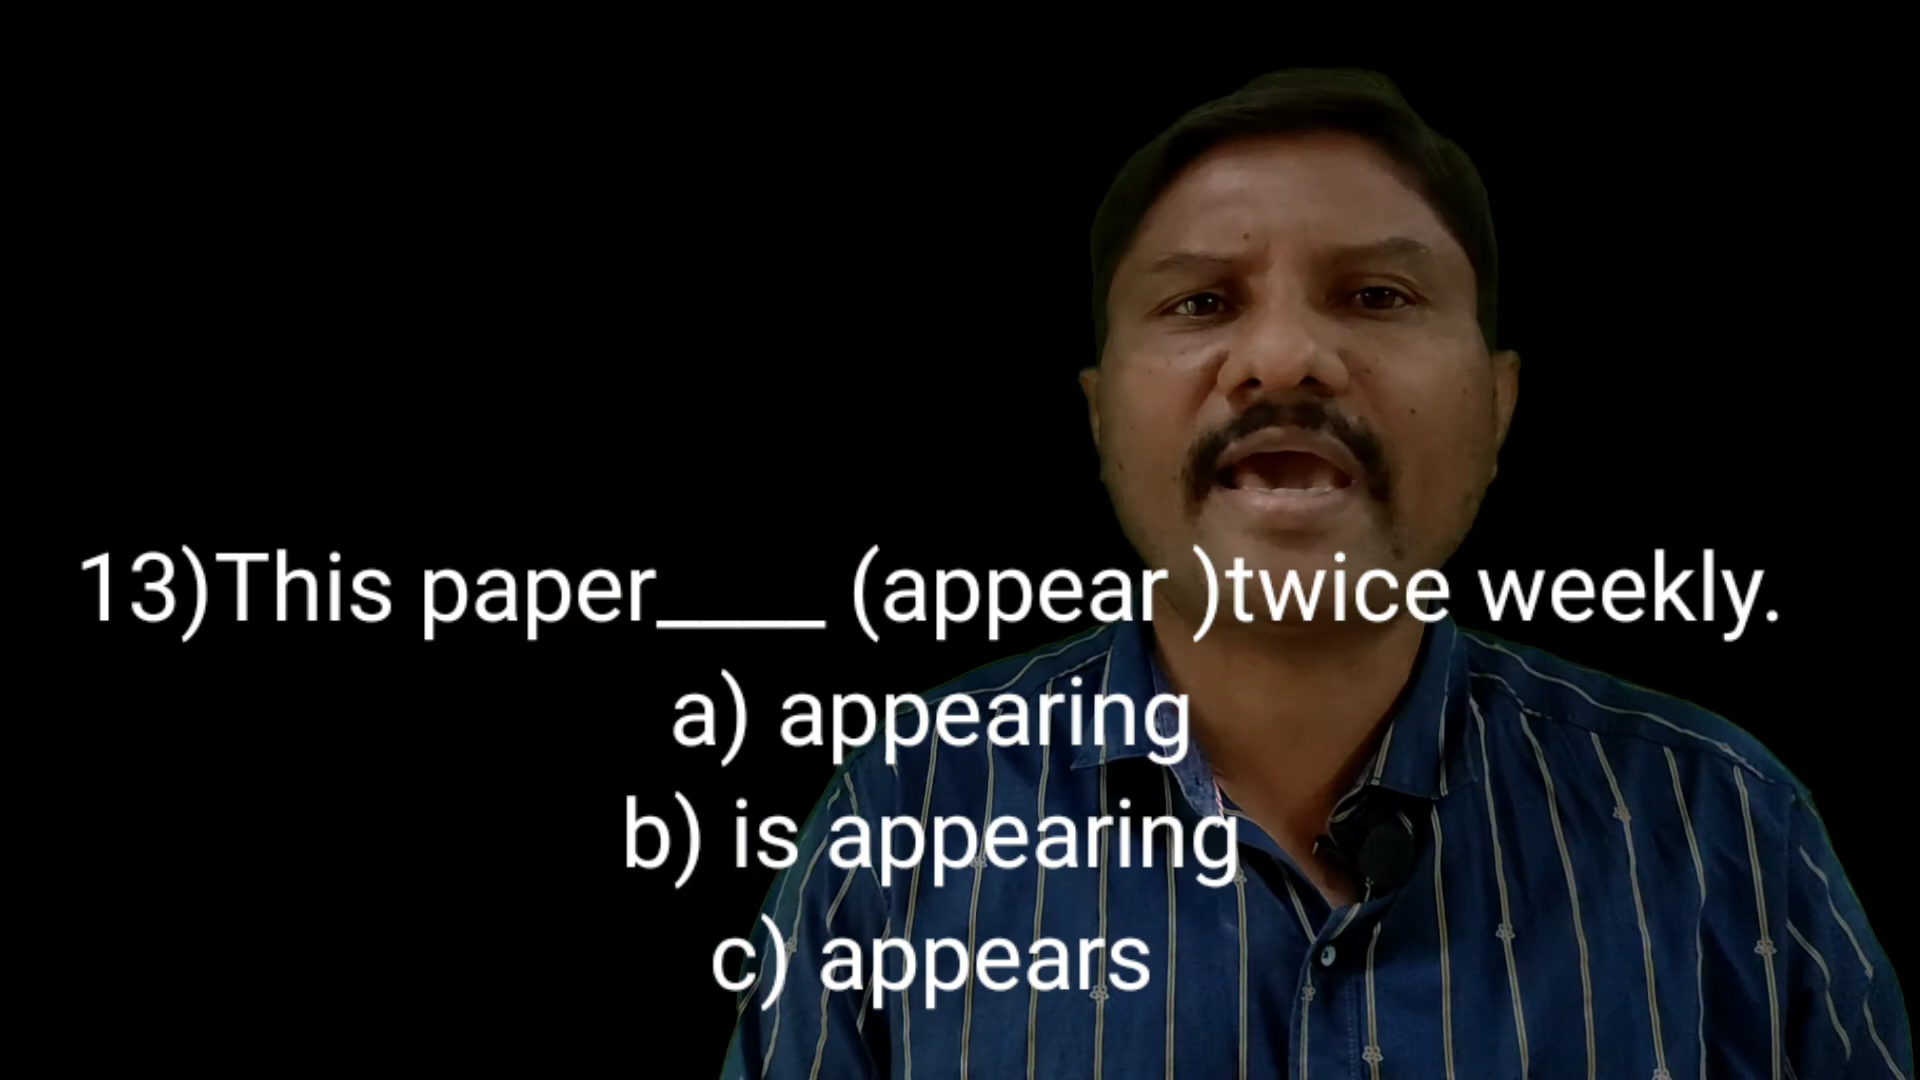 13)This paper____ (appear )twice weekly.
a) appearing
b) is appearing
c) appears